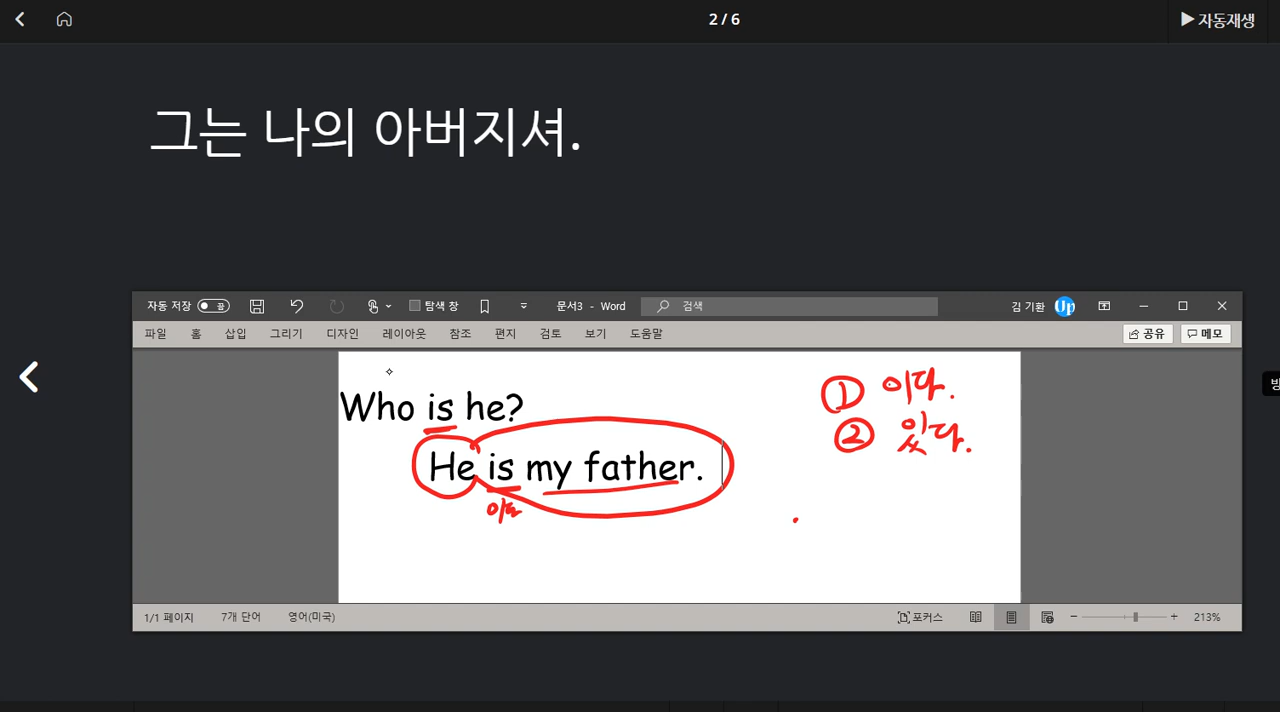 2 / 6
▶ 자동재생
그는 나의 아버지셔.
자동 저장 끔 탐색 창 문서3 - Word 검색 김 기환 Up
파일 홈 삽입 그리기 디자인 레이아웃 참조 편지 검토 보기 도움말 공유 메모
Who is he?
He is my father.
이다
① 이다.
② 있다.
방
1/1 페이지 7개 단어 영어(미국) 포커스 213%